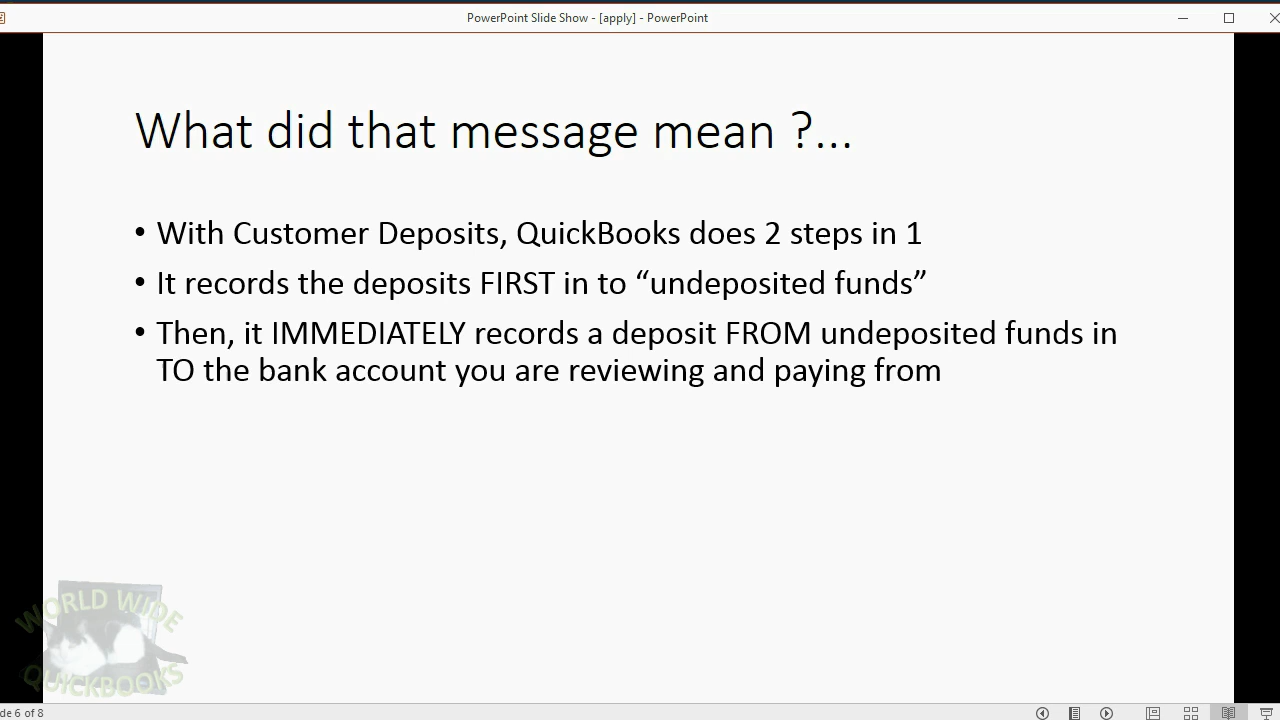 PowerPoint Slide Show - [apply] - PowerPoint
What did that message mean ?...
• With Customer Deposits, QuickBooks does 2 steps in 1
• It records the deposits FIRST in to “undeposited funds”
• Then, it IMMEDIATELY records a deposit FROM undeposited funds in
TO the bank account you are reviewing and paying from
WORLD WIDE
QUICKBOOKS
de 6 of 8